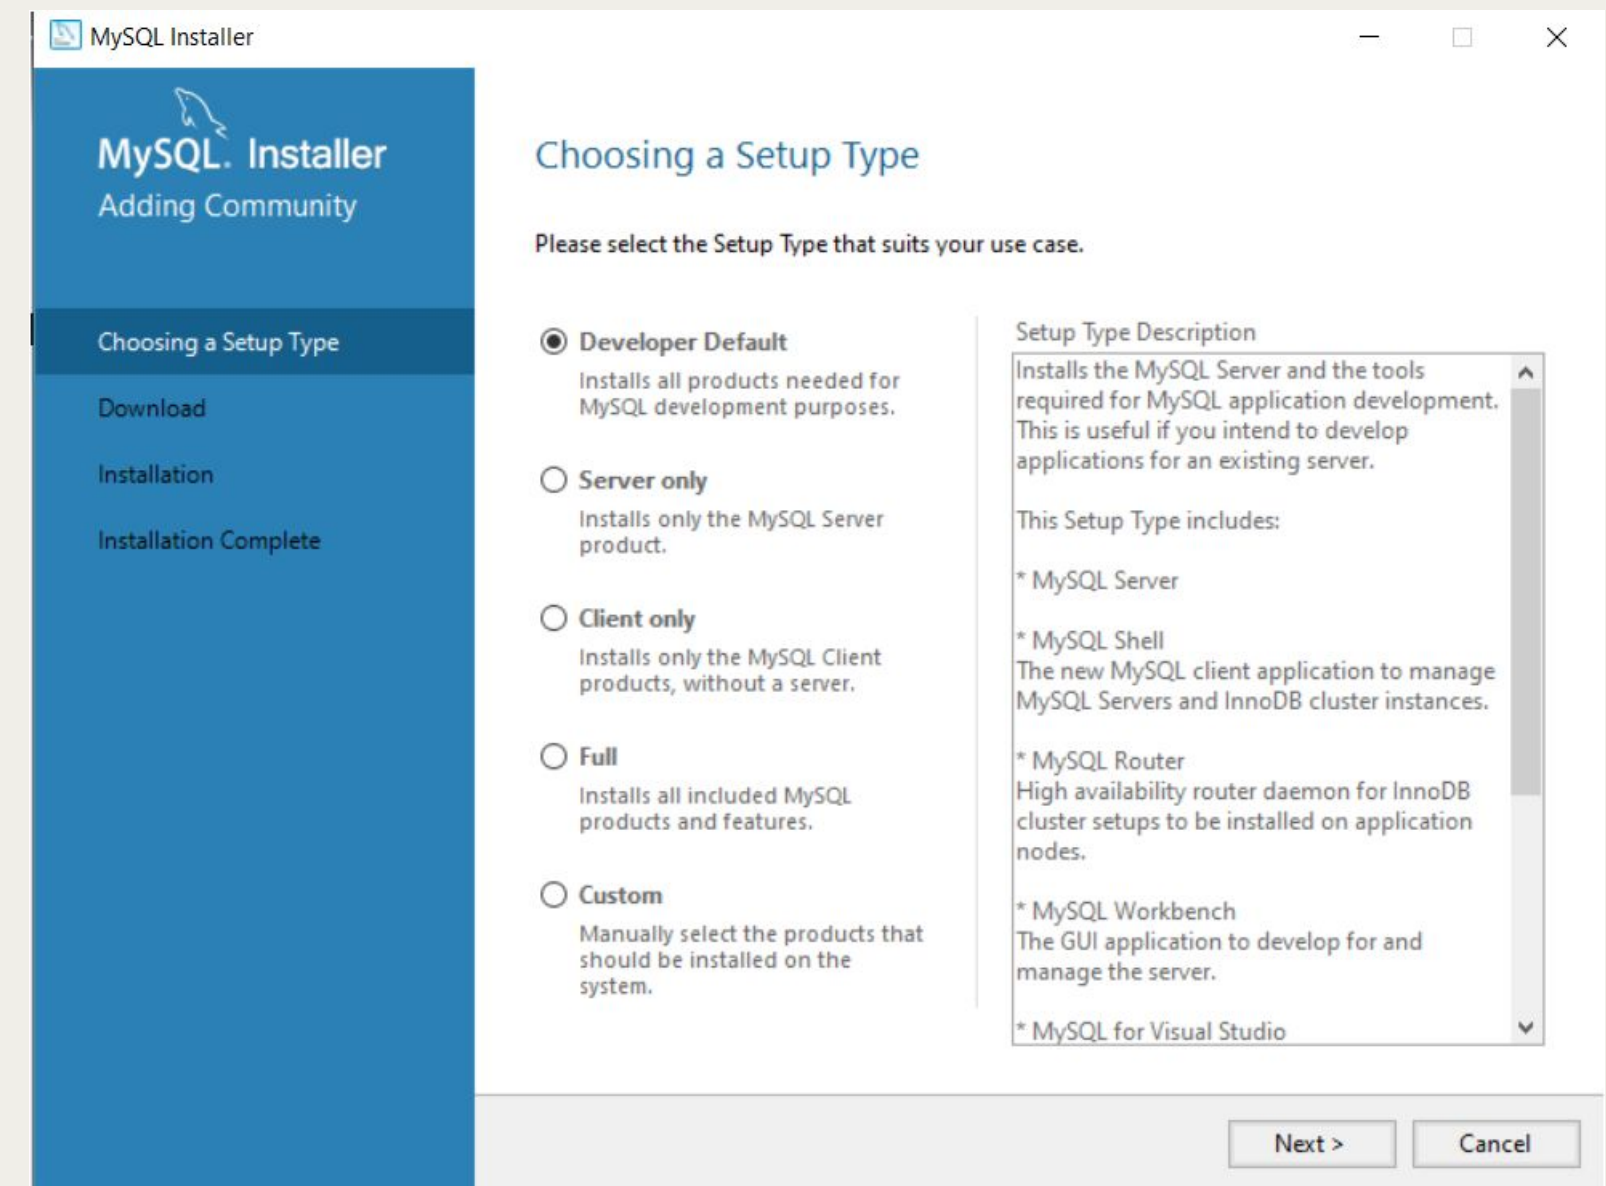 MySQL Installer
MySQL. Installer
Adding Community
Choosing a Setup Type
Download
Installation
Installation Complete
Choosing a Setup Type
Please select the Setup Type that suits your use case.
Developer Default
Installs all products needed for
MySQL development purposes.
Server only
Installs only the MySQL Server
product.
Client only
Installs only the MySQL Client
products, without a server.
Full
Installs all included MySQL
products and features.
Custom
Manually select the products that
should be installed on the
system.
Setup Type Description
Installs the MySQL Server and the tools
required for MySQL application development.
This is useful if you intend to develop
applications for an existing server.
This Setup Type includes:
* MySQL Server
* MySQL Shell
The new MySQL client application to manage
MySQL Servers and InnoDB cluster instances.
* MySQL Router
High availability router daemon for InnoDB
cluster setups to be installed on application
nodes.
* MySQL Workbench
The GUI application to develop for and
manage the server.
* MySQL for Visual Studio
Next >
Cancel